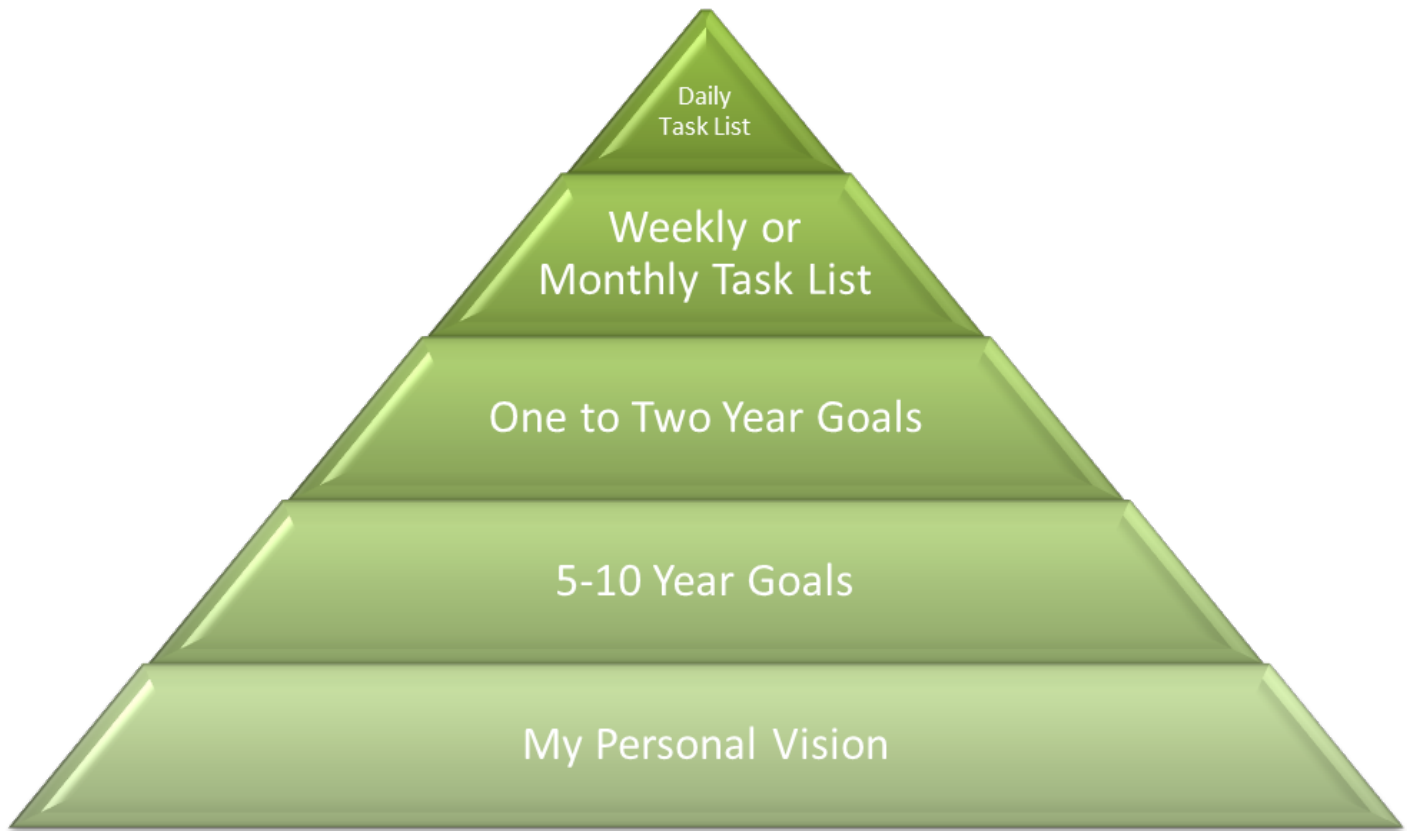 Daily
Task List
Weekly or
Monthly Task List
One to Two Year Goals
5-10 Year Goals
My Personal Vision